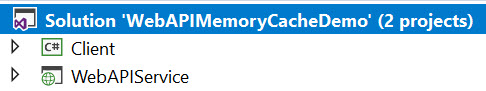 Solution 'WebAPIMemoryCacheDemo' (2 projects)
C# Client
WebAPIService